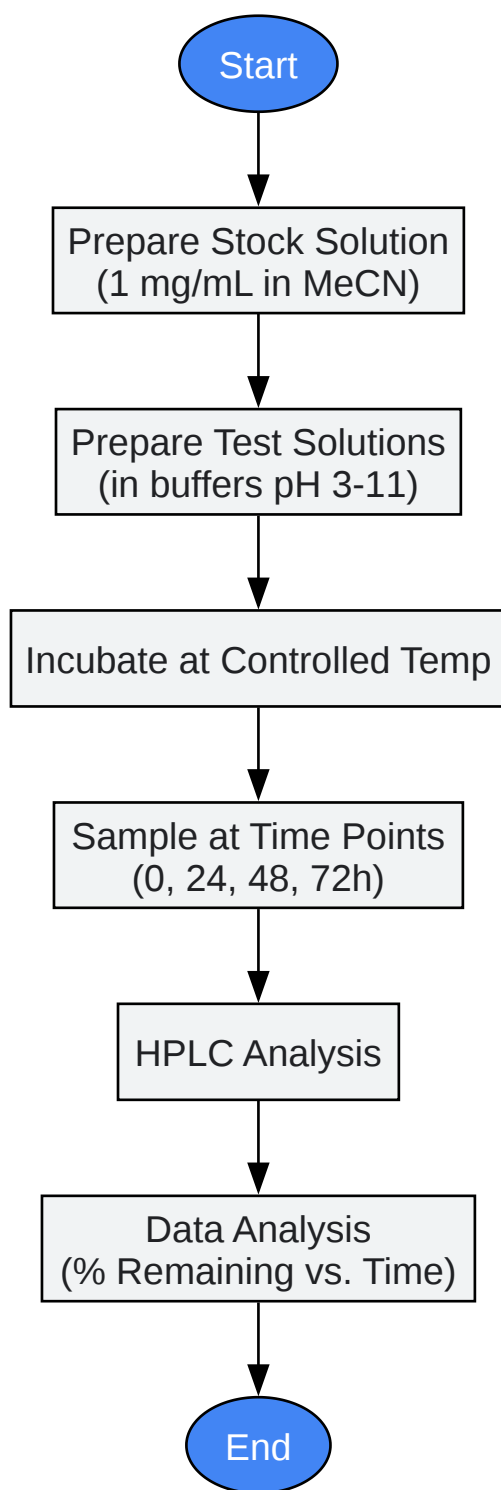 Start
Prepare Stock Solution
(1 mg/mL in MeCN)
Prepare Test Solutions
(in buffers pH 3-11)
Incubate at Controlled Temp
Sample at Time Points
(0, 24, 48, 72h)
HPLC Analysis
Data Analysis
(% Remaining vs. Time)
End